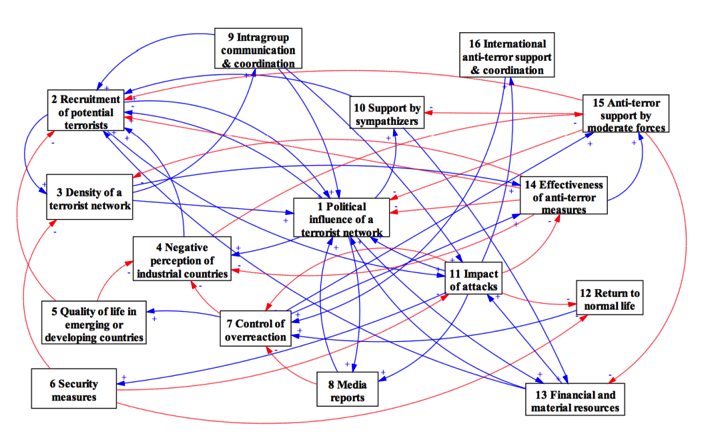 9 Intragroup
communication
& coordination
16 International
anti-terror support
& coordination
2 Recruitment
of potential
terrorists
10 Support by
sympathizers
15 Anti-terror
support by
moderate forces
3 Density of a
terrorist network
14 Effectiveness
of anti-terror
measures
1 Political
influence of a
terrorist network
4 Negative
perception of
industrial countries
11 Impact
of attacks
12 Return to
normal life
5 Quality of life in
emerging or
developing countries
7 Control of
overreaction
6 Security
measures
8 Media
reports
13 Financial and
material resources